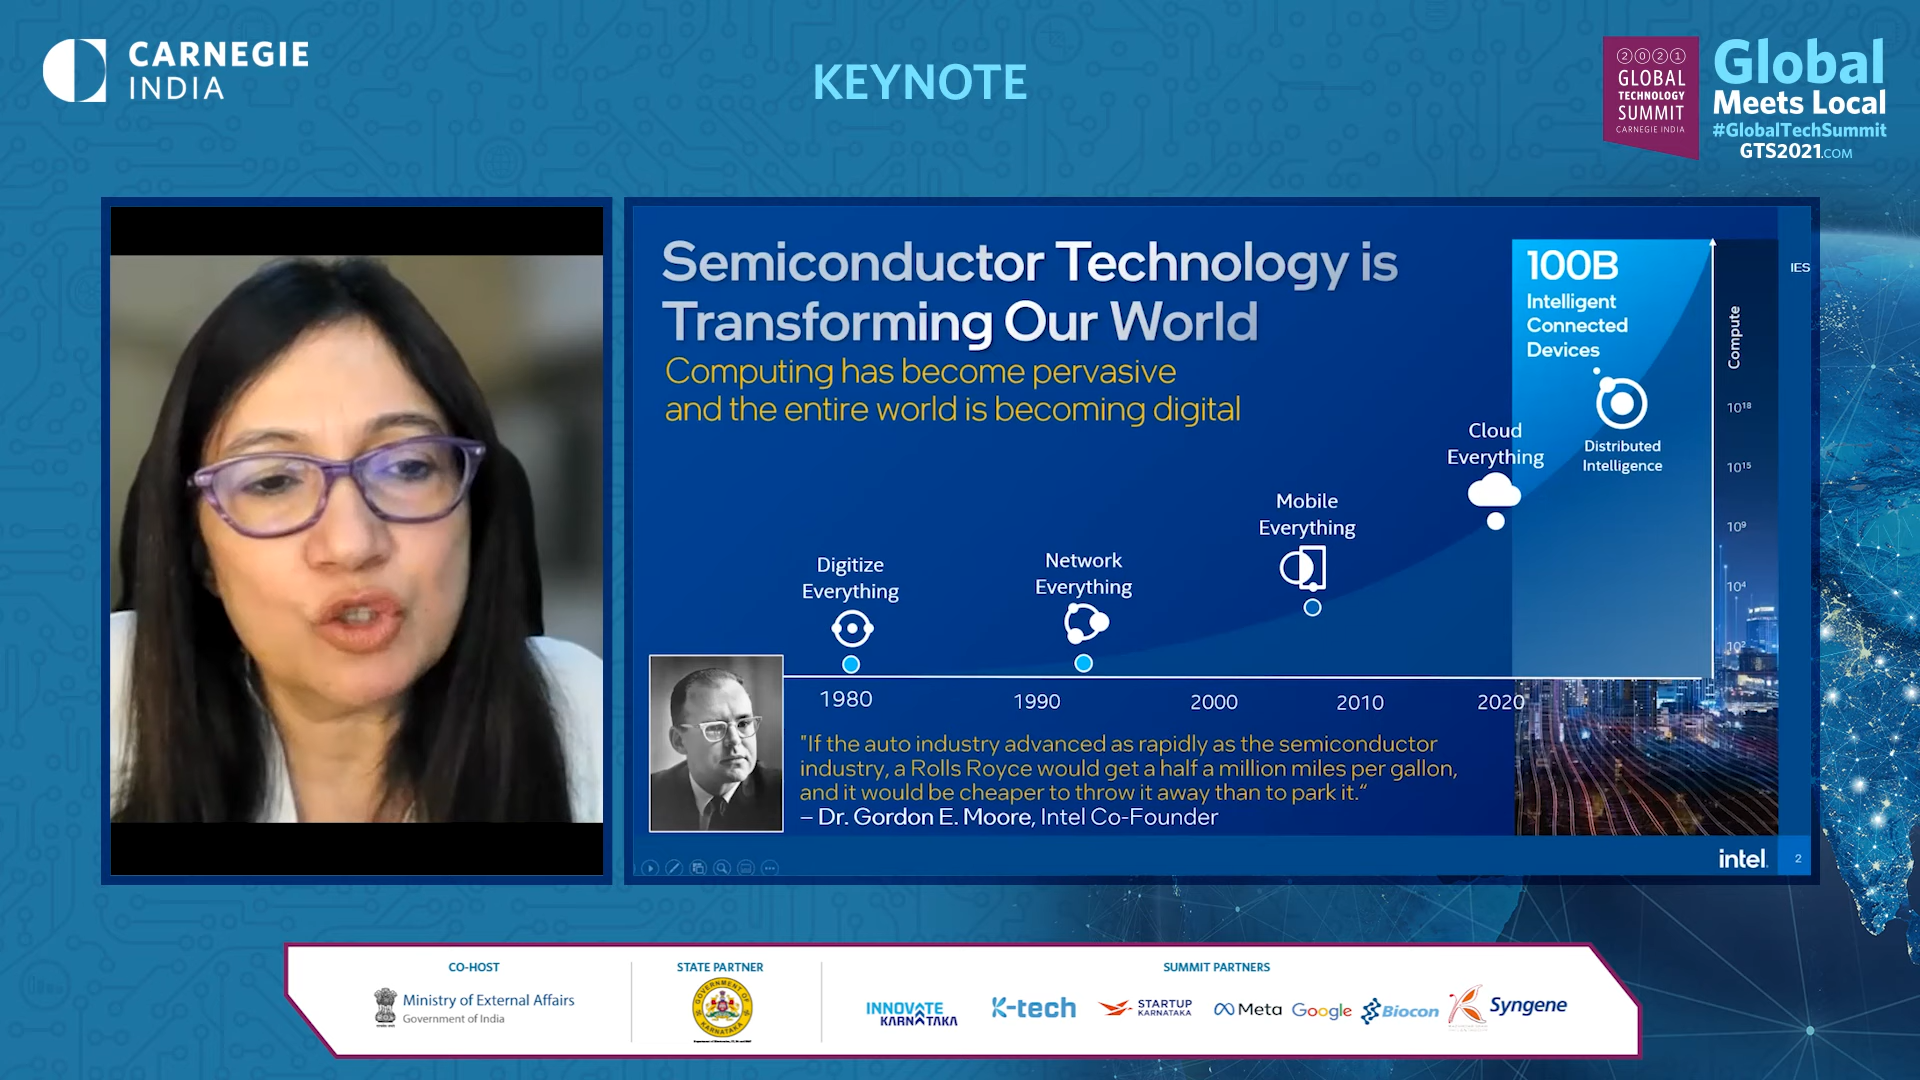 CARNEGIE
INDIA
KEYNOTE
2021
GLOBAL
TECHNOLOGY
SUMMIT
CARNEGIE INDIA
Global
Meets Local
#GlobalTechSummit
GTS2021.COM
Semiconductor Technology is
Transforming Our World
Computing has become pervasive
and the entire world is becoming digital
100B
Intelligent
Connected
Devices
IES
Compute
10¹⁸
10¹⁵
10⁹
10⁴
10²
Distributed
Intelligence
Cloud
Everything
Mobile
Everything
Network
Everything
Digitize
Everything
1980
1990
2000
2010
2020
"If the auto industry advanced as rapidly as the semiconductor
industry, a Rolls Royce would get a half a million miles per gallon,
and it would be cheaper to throw it away than to park it.“
– Dr. Gordon E. Moore, Intel Co-Founder
intel.
2
CO-HOST
Ministry of External Affairs
Government of India
STATE PARTNER
GOVERNMENT OF
KARNATAKA
SUMMIT PARTNERS
INNOVATE
KARNATAKA
K-tech
STARTUP
KARNATAKA
Meta
Google
Biocon
Syngene